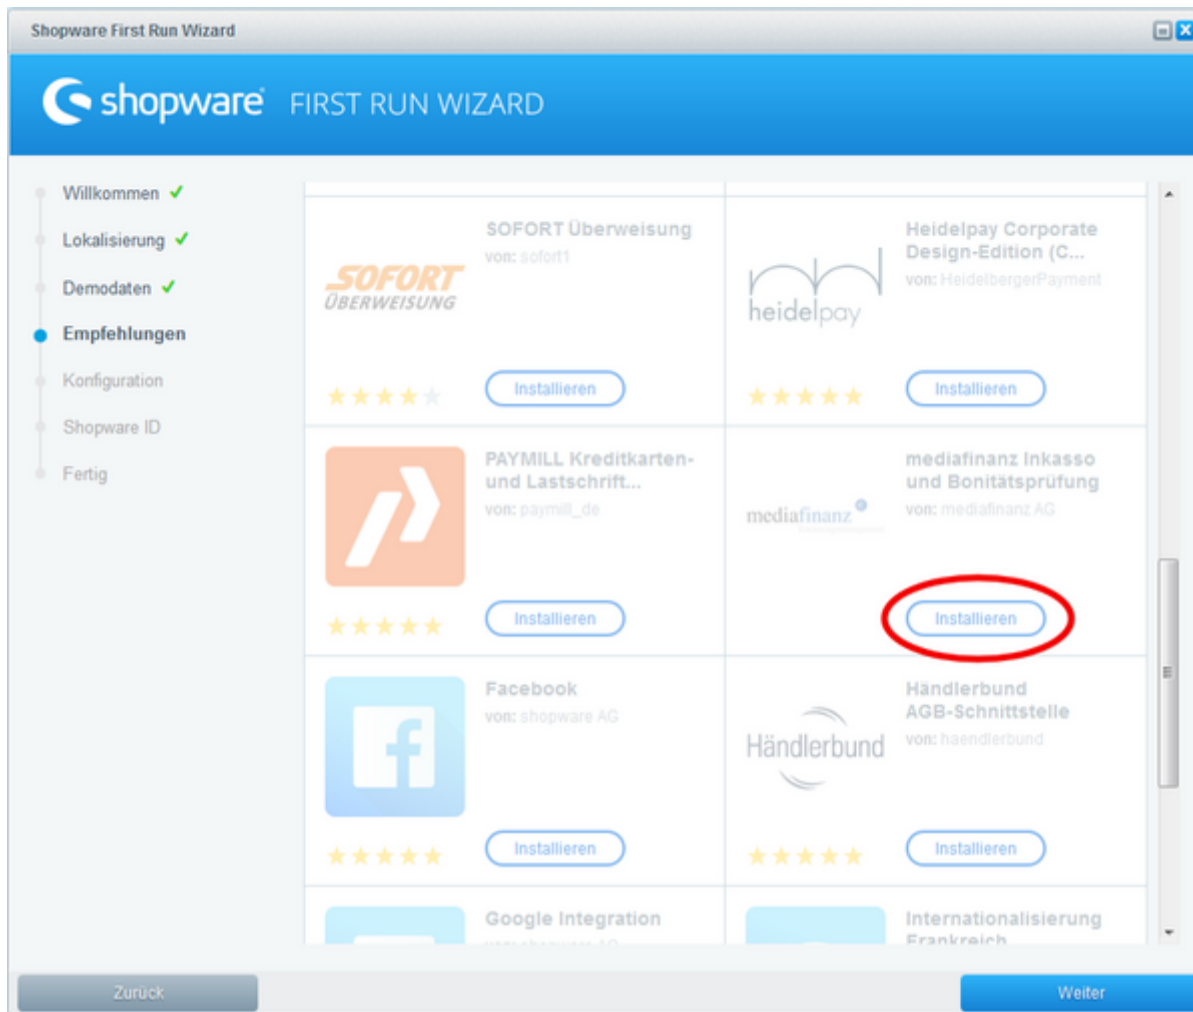 Shopware First Run Wizard
shopware FIRST RUN WIZARD
Willkommen
Lokalisierung
Demodaten
Empfehlungen
Konfiguration
Shopware ID
Fertig
SOFORT Überweisung
von: sofort1
SOFORT
ÜBERWEISUNG
Installieren
Heidelpay Corporate
Design-Edition (C...
von: HeidelbergerPayment
heidelpay
Installieren
PAYMILL Kreditkarten-
und Lastschrift...
von: paymill_de
Installieren
mediafinanz Inkasso
und Bonitätsprüfung
von: mediafinanz AG
mediafinanz
Installieren
Facebook
von: shopware AG
Installieren
Händlerbund
AGB-Schnittstelle
von: haendlerbund
Händlerbund
Installieren
Google Integration
Internationalisierung
Frankreich
Zurück
Weiter